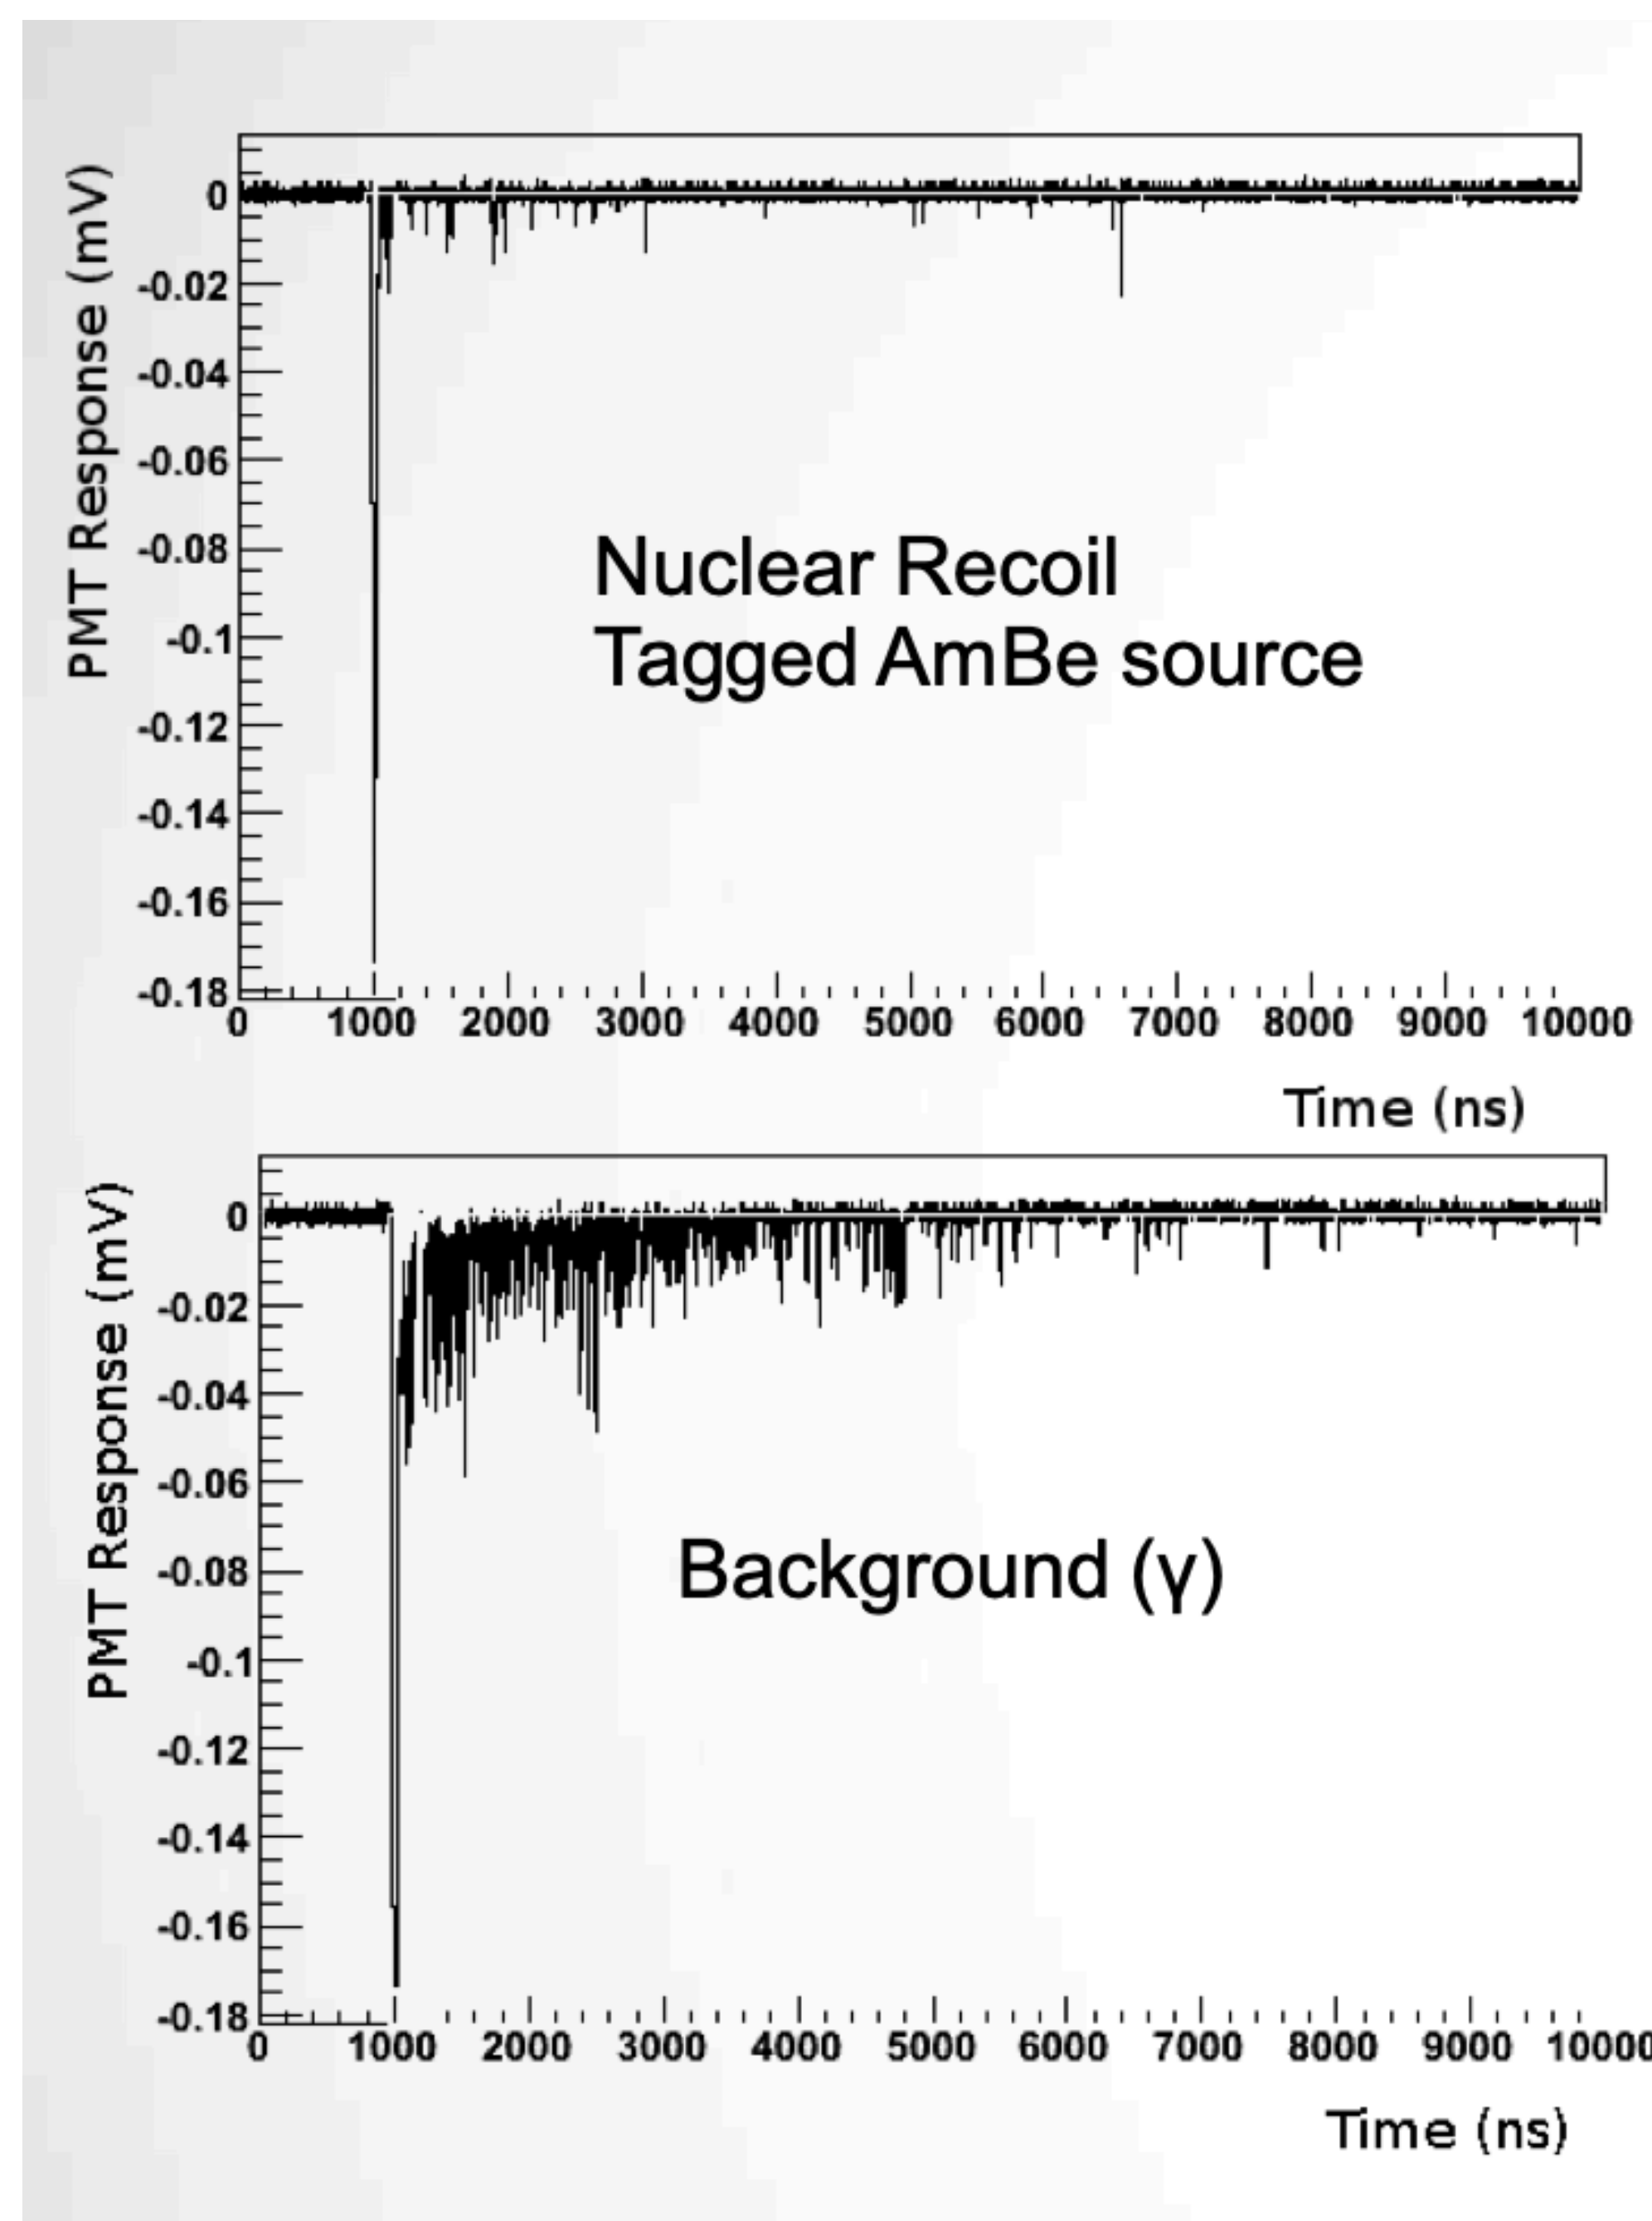 PMT Response (mV)
0
-0.02
-0.04
-0.06
-0.08
-0.1
-0.12
-0.14
-0.16
-0.18
Nuclear Recoil
Tagged AmBe source
0 1000 2000 3000 4000 5000 6000 7000 8000 9000 10000
Time (ns)
PMT Response (mV)
0
-0.02
-0.04
-0.06
-0.08
-0.1
-0.12
-0.14
-0.16
-0.18
Background (γ)
0 1000 2000 3000 4000 5000 6000 7000 8000 9000 10000
Time (ns)